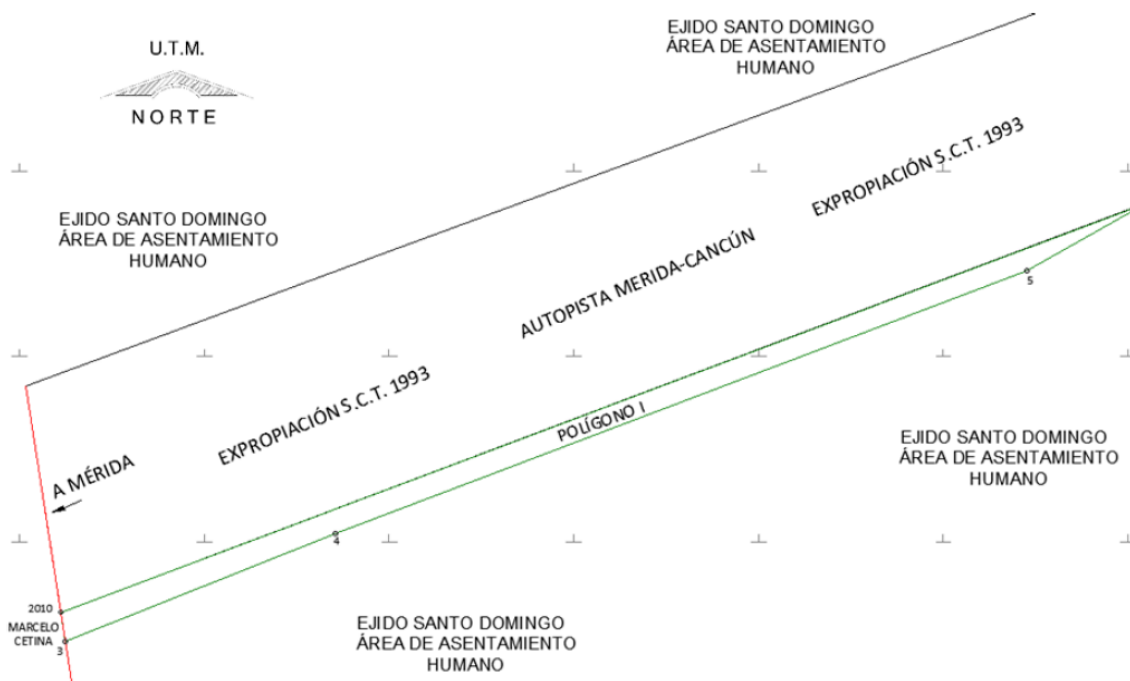 U.T.M.
NORTE
EJIDO SANTO DOMINGO
ÁREA DE ASENTAMIENTO
HUMANO
EJIDO SANTO DOMINGO
ÁREA DE ASENTAMIENTO
HUMANO
EXPROPIACIÓN S.C.T. 1993
AUTOPISTA MERIDA-CANCÚN
EXPROPIACIÓN S.C.T. 1993
A MÉRIDA
5
POLÍGONO I
EJIDO SANTO DOMINGO
ÁREA DE ASENTAMIENTO
HUMANO
4
2010
MARCELO
CETINA
3
EJIDO SANTO DOMINGO
ÁREA DE ASENTAMIENTO
HUMANO